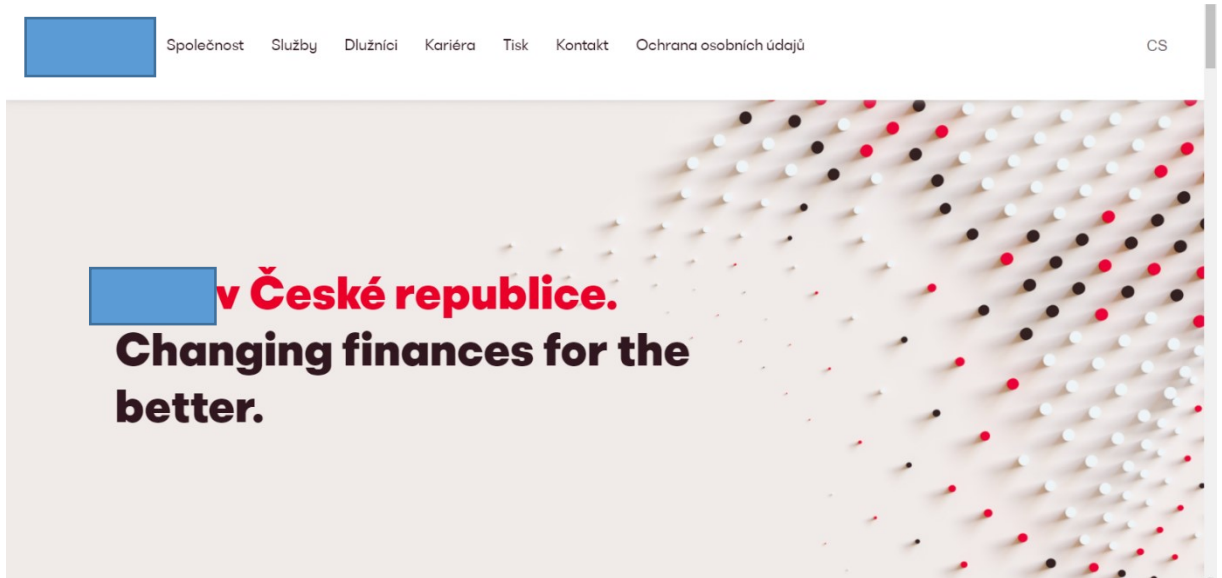 Společnost Služby Dlužníci Kariéra Tisk Kontakt Ochrana osobních údajů CS
v České republice.
Changing finances for the
better.